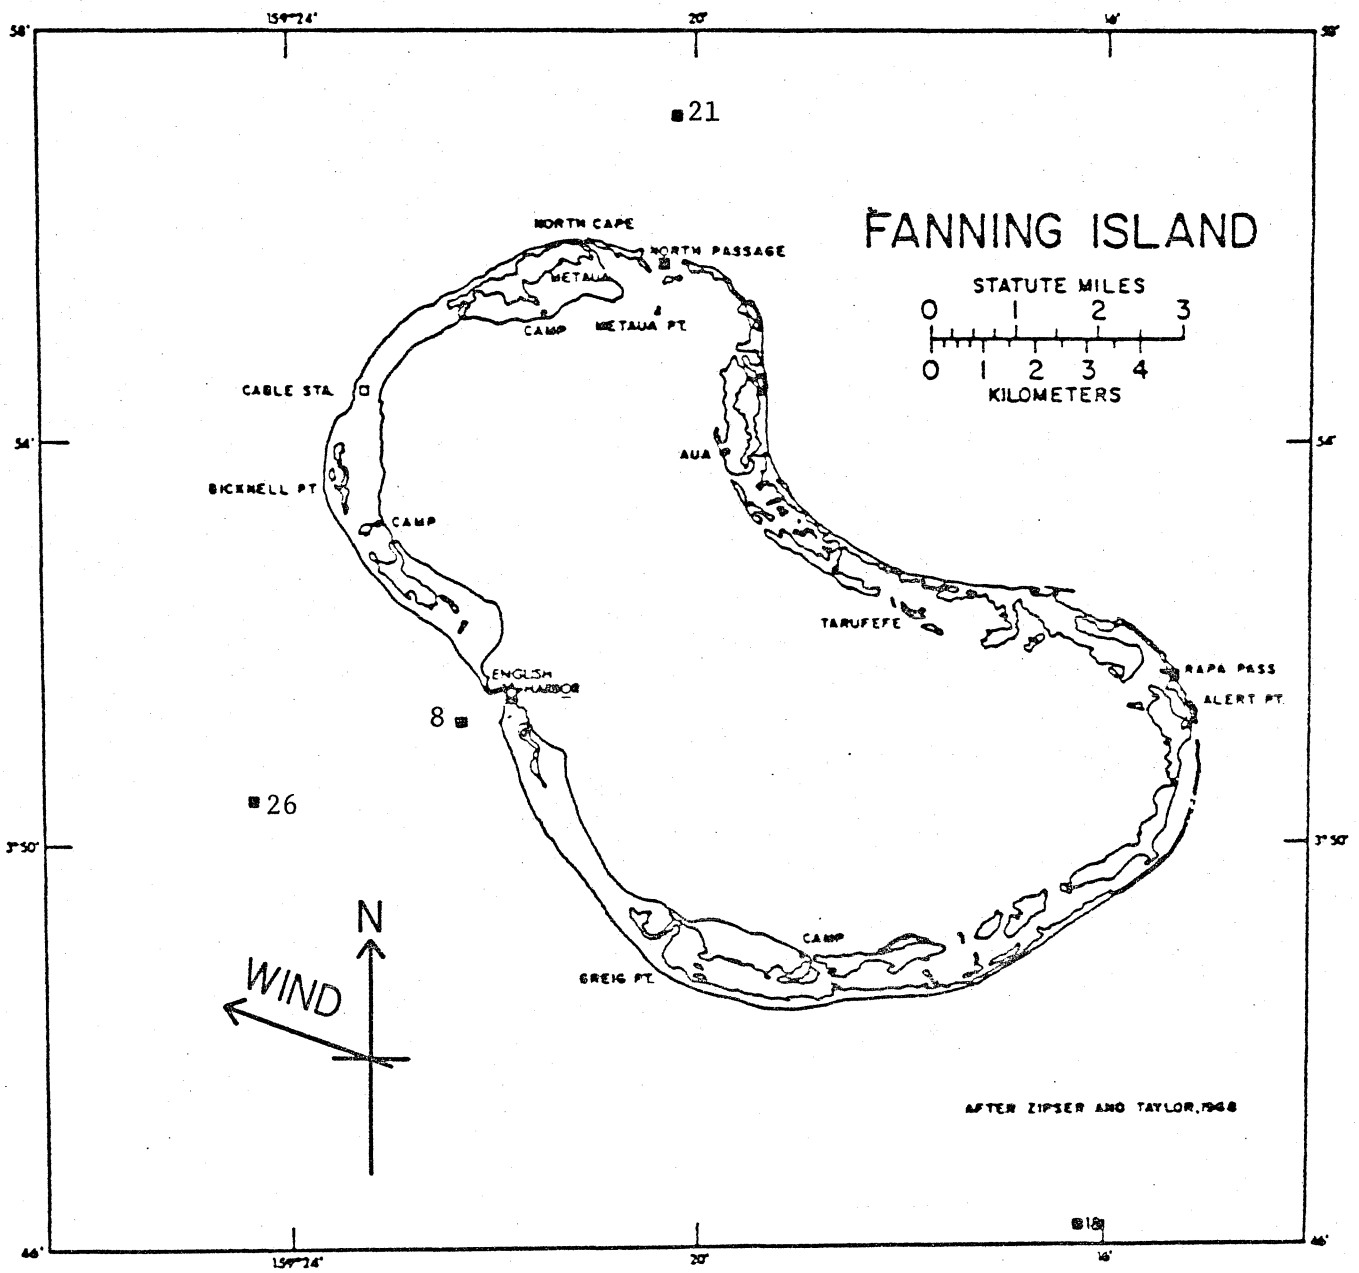 159°24' 20' 16'
58' 58'
21
NORTH CAPE
NORTH PASSAGE
FANNING ISLAND
METAUA
STATUTE MILES
0 1 2 3
CAMP METAUA PT.
0 1 2 3 4
KILOMETERS
CABLE STA.
54' 54'
AUA
BICKNELL PT.
CAMP
TARUFEFE
RAPA PASS
ENGLISH
HARBOR
ALERT PT.
8
26
3°50' 3°50'
N
CAMP
WIND
GREIG PT.
AFTER ZIPSER AND TAYLOR, 1968
18
46' 46'
159°24' 20' 16'